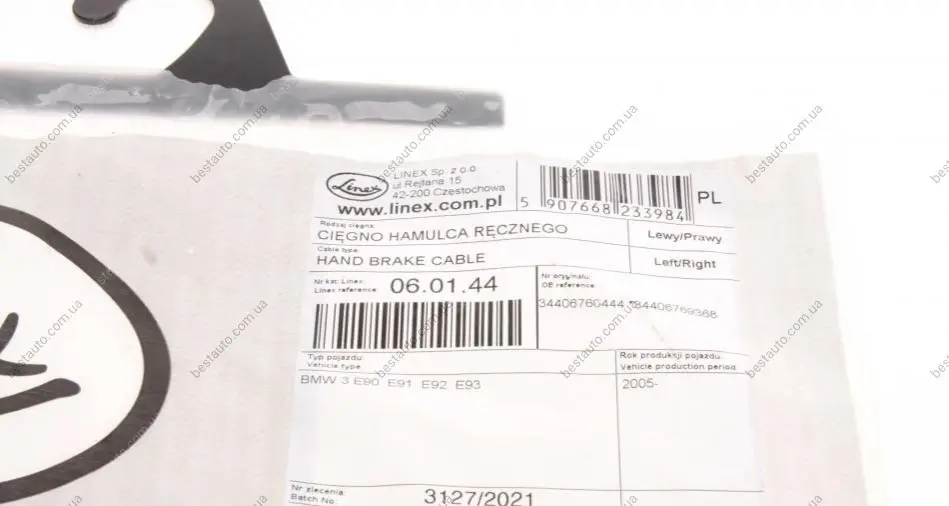 Linex
LINEX Sp. z o.o
ul Rejtana 15
42-200 Częstochowa
www.linex.com.pl
5 907668 233984
PL
Rodzaj cięgna:
CIĘGNO HAMULCA RĘCZNEGO
Lewy/Prawy
Cable type:
HAND BRAKE CABLE
Left/Right
Nr kat. Linex:
Linex reference:
06.01.44
Nr oryginału:
OE reference:
34406760444
34406769368
Typ pojazdu:
Vehicle type:
Rok produkcji pojazdu:
Vehicle production period:
BMW 3 E90 E91 E92 E93
2005-
Nr zlecenia:
Batch No.
3127/2021
bestauto.com.ua